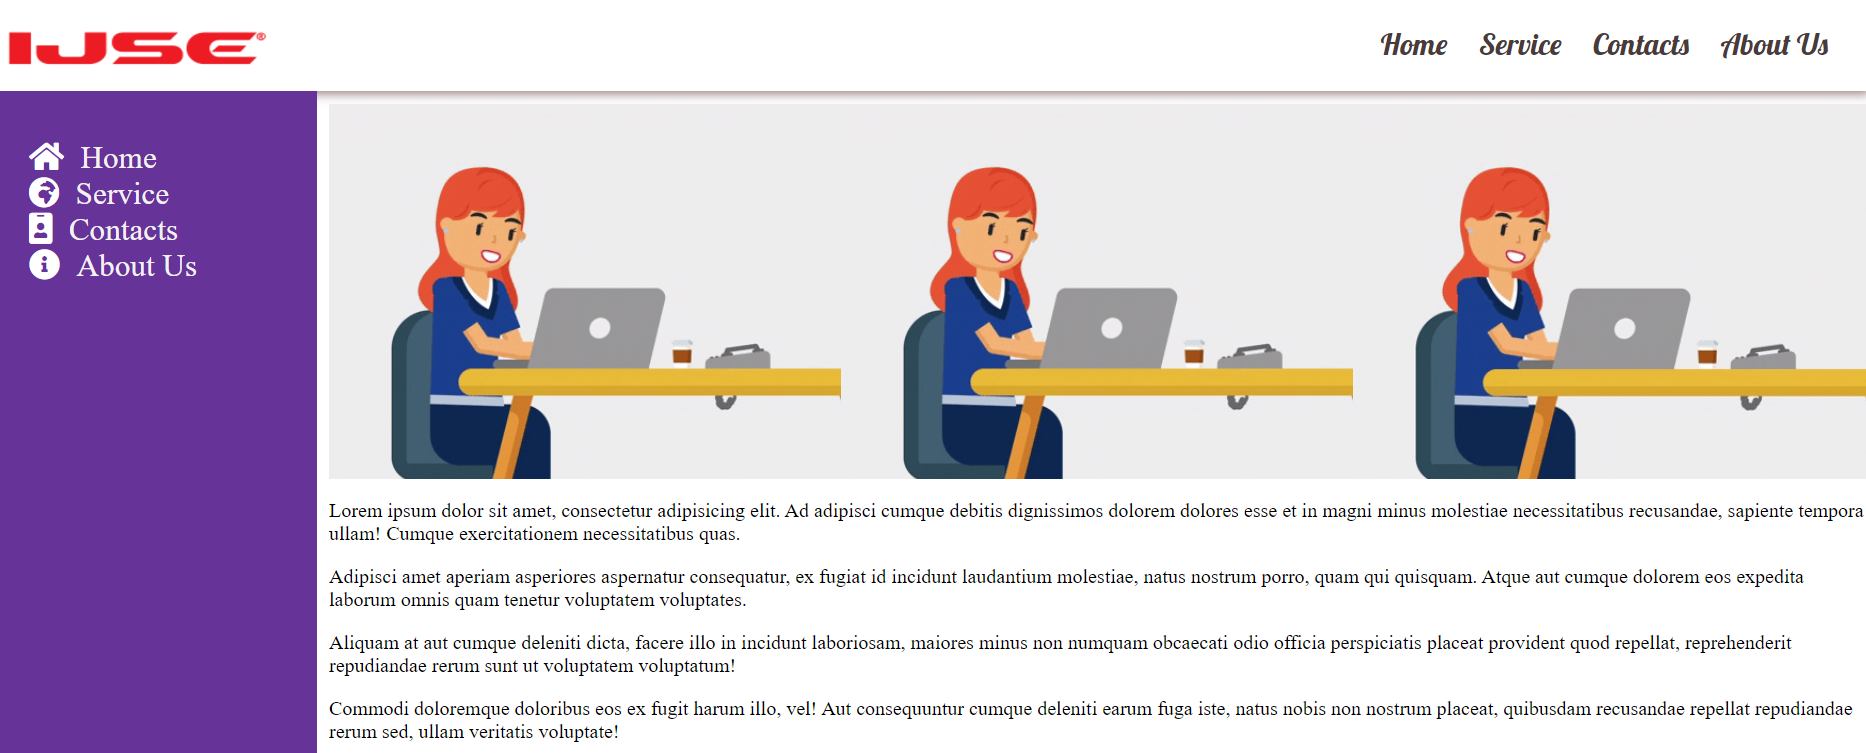 IJSE®
Home Service Contacts About Us
Home
Service
Contacts
About Us
Lorem ipsum dolor sit amet, consectetur adipisicing elit. Ad adipisci cumque debitis dignissimos dolorem dolores esse et in magni minus molestiae necessitatibus recusandae, sapiente tempora
ullam! Cumque exercitationem necessitatibus quas.
Adipisci amet aperiam asperiores aspernatur consequatur, ex fugiat id incidunt laudantium molestiae, natus nostrum porro, quam qui quisquam. Atque aut cumque dolorem eos expedita
laborum omnis quam tenetur voluptatem voluptates.
Aliquam at aut cumque deleniti dicta, facere illo in incidunt laboriosam, maiores minus non numquam obcaecati odio officia perspiciatis placeat provident quod repellat, reprehenderit
repudiandae rerum sunt ut voluptatem voluptatum!
Commodi doloremque doloribus eos ex fugit harum illo, vel! Aut consequuntur cumque deleniti earum fuga iste, natus nobis non nostrum placeat, quibusdam recusandae repellat repudiandae
rerum sed, ullam veritatis voluptate!